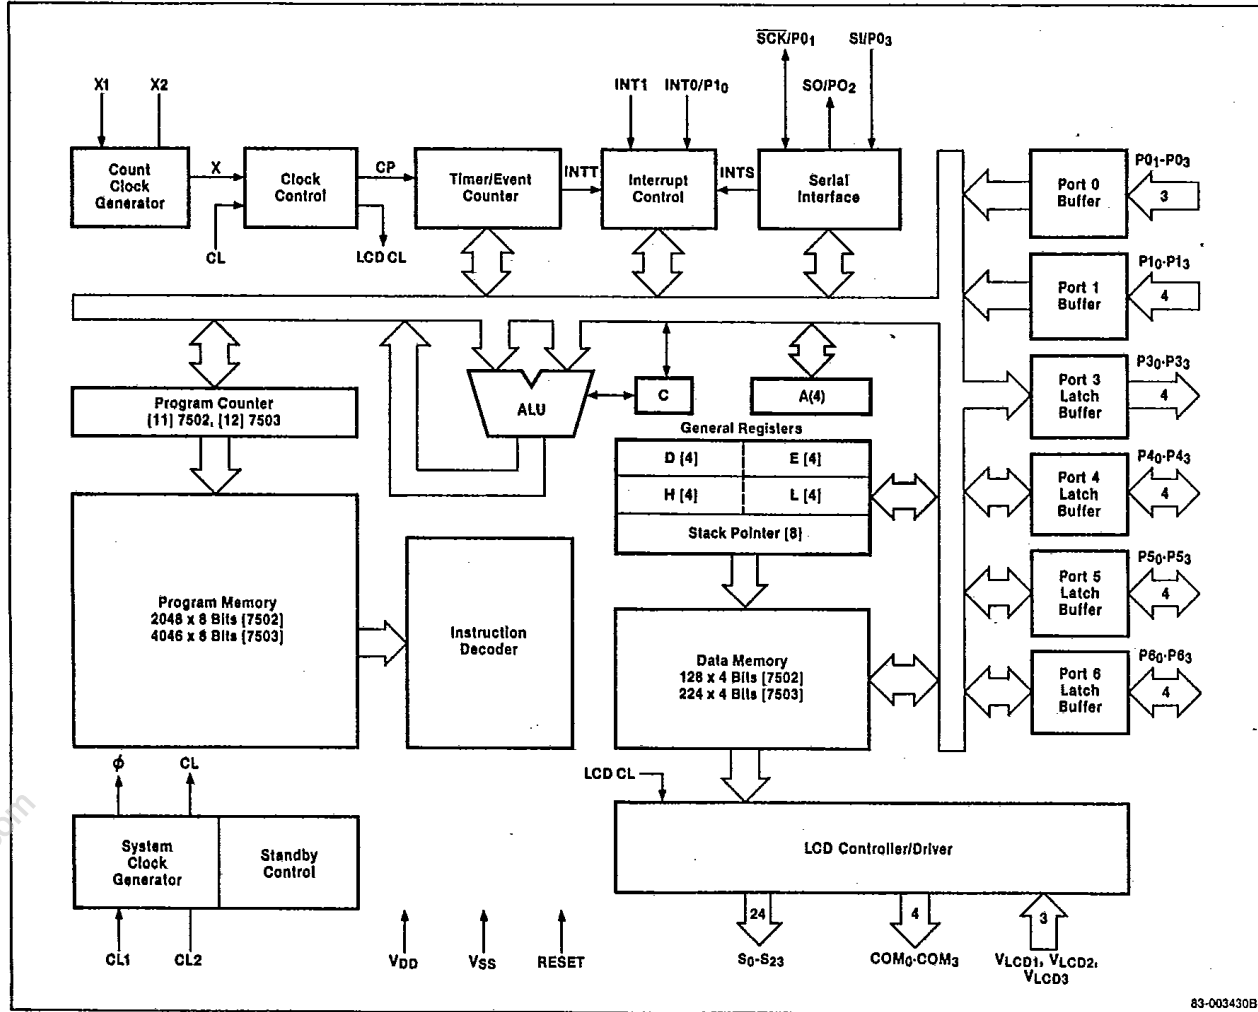 X1
X2
INT1
INT0/P1₀
SCK/P0₁
SO/PO₂
SI/P0₃
Count
Clock
Generator
X
CL
Clock
Control
CP
LCD CL
Timer/Event
Counter
INTT
Interrupt
Control
INTS
Serial
Interface
Port 0
Buffer
P0₁-P0₃
3
Port 1
Buffer
P1₀-P1₃
4
Port 3
Latch
Buffer
P3₀-P3₃
4
Port 4
Latch
Buffer
P4₀-P4₃
4
Port 5
Latch
Buffer
P5₀-P5₃
4
Port 6
Latch
Buffer
P6₀-P6₃
4
Program Counter
[11] 7502, [12] 7503
ALU
C
A(4)
General Registers
D [4]
E [4]
H [4]
L [4]
Stack Pointer [8]
Program Memory
2048 x 8 Bits [7502]
4046 x 8 Bits [7503]
Instruction
Decoder
Data Memory
128 x 4 Bits [7502]
224 x 4 Bits [7503]
ϕ
CL
System
Clock
Generator
Standby
Control
CL1
CL2
VDD
VSS
RESET
LCD CL
LCD Controller/Driver
24
S₀-S₂₃
4
COM₀-COM₃
3
VLCD1, VLCD2,
VLCD3
83-003430B
com